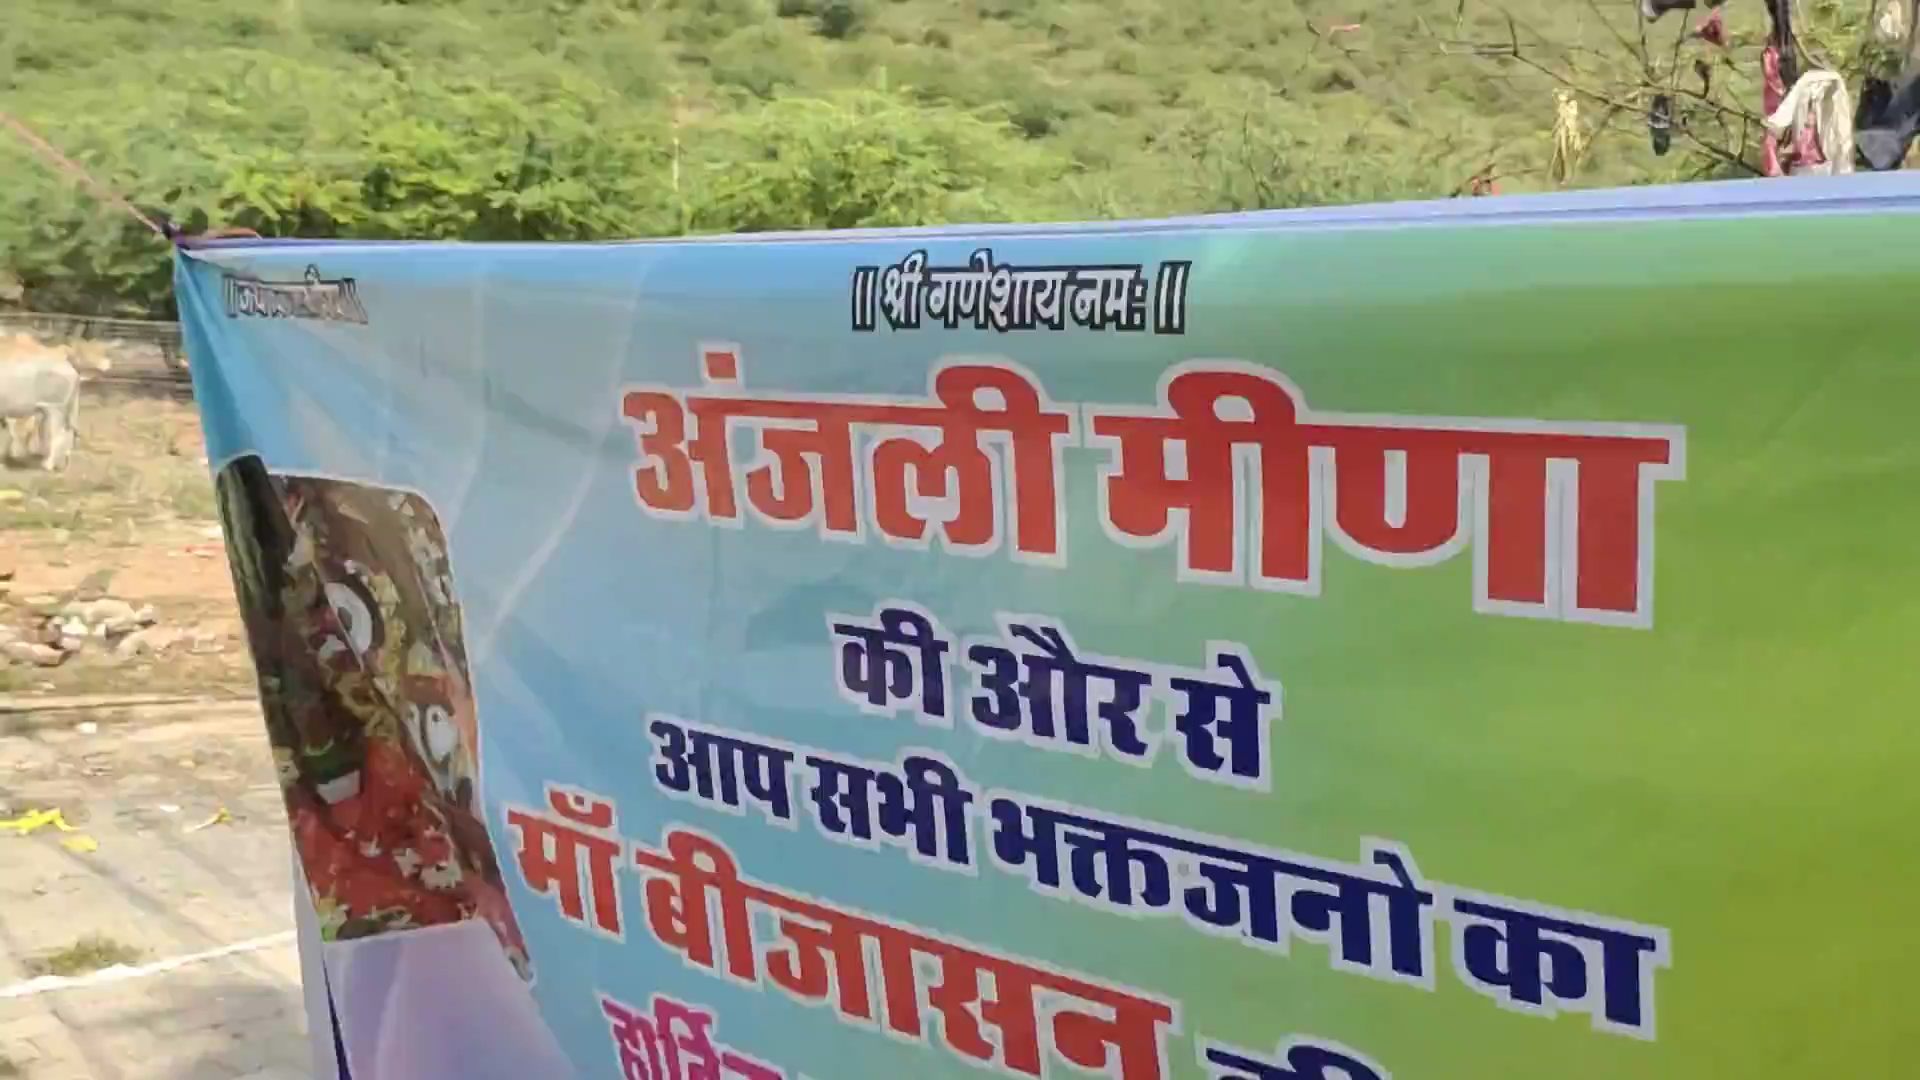 ॥ श्री गणेशाय नमः ॥
अंजली मीणा
की और से
आप सभी भक्तजनो का
माँ बीजासन की